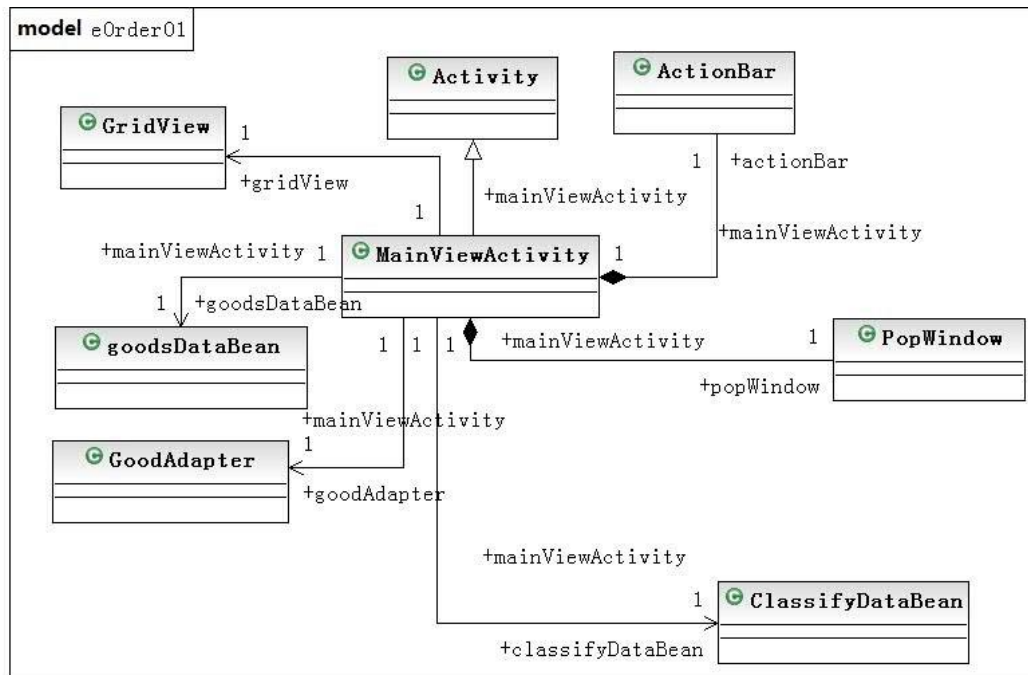 model eOrder01
Activity
ActionBar
GridView
1
+gridView
1
+actionBar
+mainViewActivity
1
+mainViewActivity
+mainViewActivity
1
MainViewActivity
1
1
+goodsDataBean
goodsDataBean
1
1
1
+mainViewActivity
1
PopWindow
+popWindow
+mainViewActivity
1
GoodAdapter
+goodAdapter
+mainViewActivity
1
ClassifyDataBean
+classifyDataBean